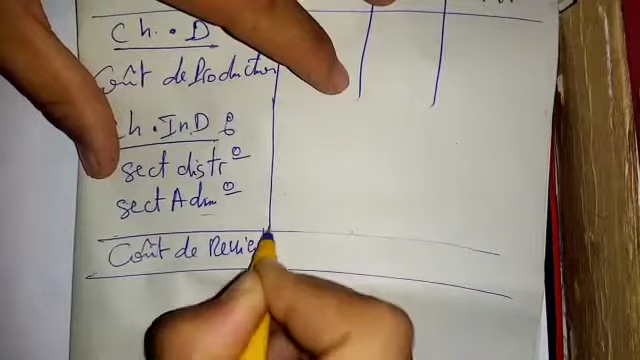 Ch. D
Coût de Production
Ch. InD :
sect distr°
sect Adm°
Coût de Revie